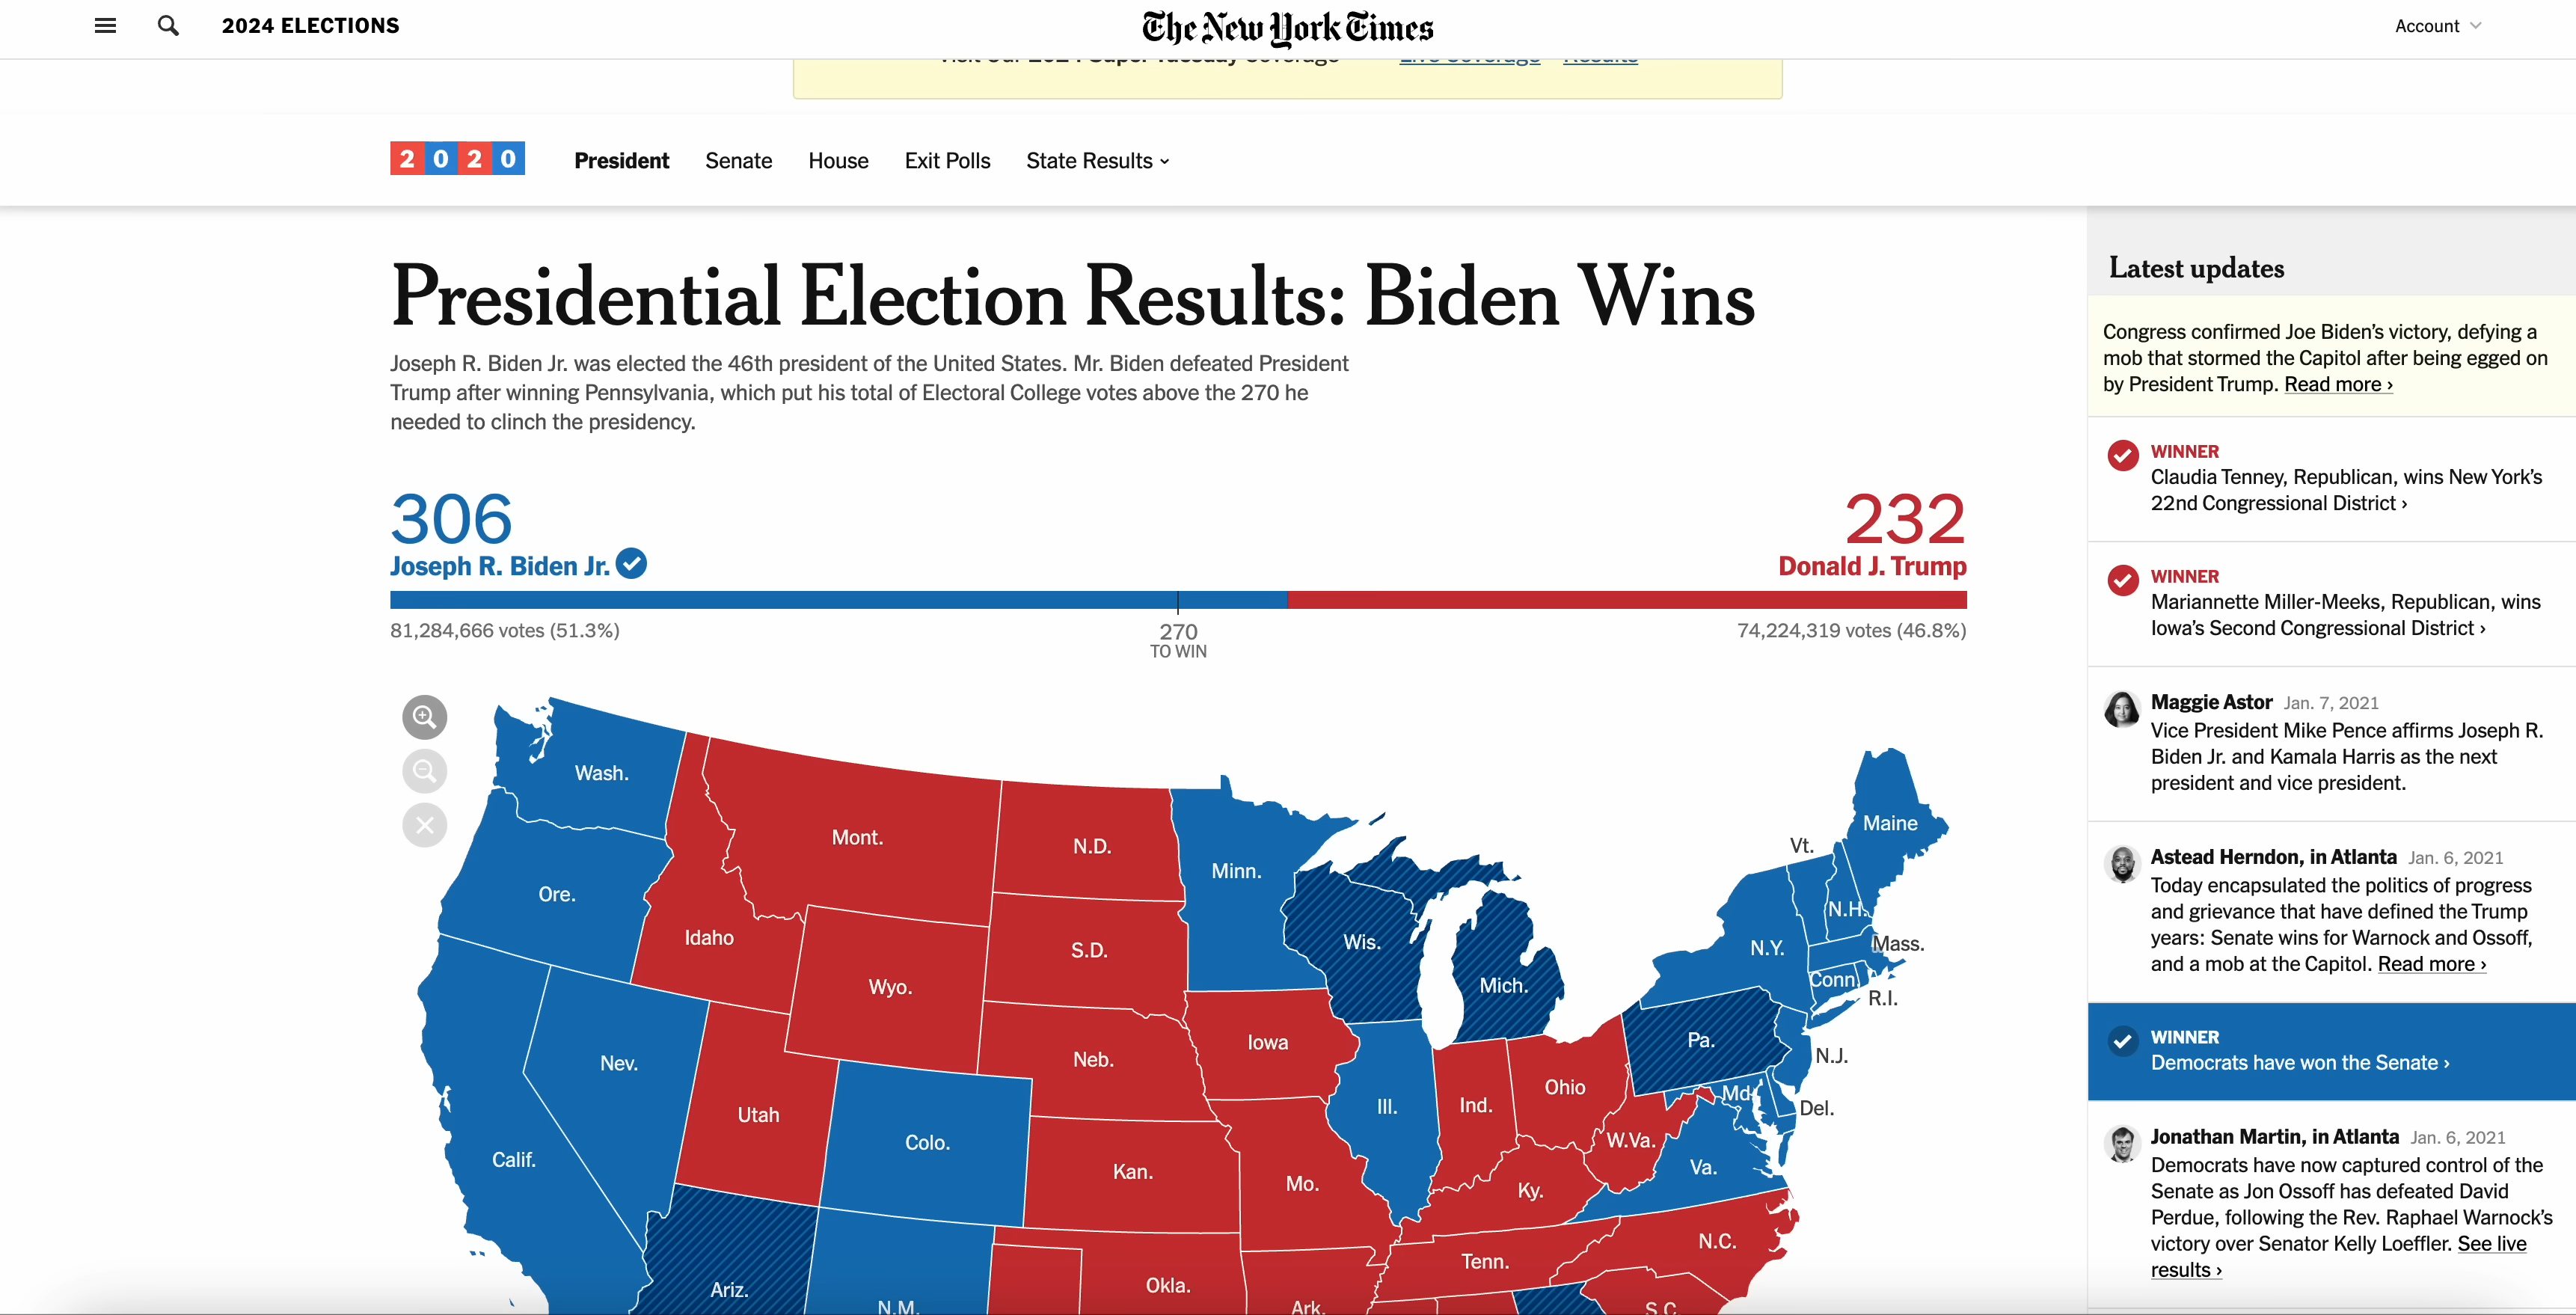 2024 ELECTIONS
The New York Times
Account
Visit Our 2024 Super Tuesday Coverage Live Coverage Results
2020
President Senate House Exit Polls State Results
Presidential Election Results: Biden Wins
Joseph R. Biden Jr. was elected the 46th president of the United States. Mr. Biden defeated President
Trump after winning Pennsylvania, which put his total of Electoral College votes above the 270 he
needed to clinch the presidency.
306
Joseph R. Biden Jr.
232
Donald J. Trump
81,284,666 votes (51.3%)
270
TO WIN
74,224,319 votes (46.8%)
Wash.
Mont.
N.D.
Minn.
Maine
Vt.
Ore.
Idaho
S.D.
Wis.
N.H.
N.Y.
Mass.
Wyo.
Mich.
Conn.
R.I.
Nev.
Neb.
Iowa
Pa.
N.J.
Utah
Colo.
Ill.
Ind.
Ohio
Md.
Del.
Calif.
Kan.
Mo.
W.Va.
Va.
Ky.
Ariz.
N.M.
Okla.
Ark.
Tenn.
N.C.
S.C.
Latest updates
Congress confirmed Joe Biden’s victory, defying a
mob that stormed the Capitol after being egged on
by President Trump. Read more ›
WINNER
Claudia Tenney, Republican, wins New York’s
22nd Congressional District ›
WINNER
Mariannette Miller-Meeks, Republican, wins
Iowa’s Second Congressional District ›
Maggie Astor Jan. 7, 2021
Vice President Mike Pence affirms Joseph R.
Biden Jr. and Kamala Harris as the next
president and vice president.
Astead Herndon, in Atlanta Jan. 6, 2021
Today encapsulated the politics of progress
and grievance that have defined the Trump
years: Senate wins for Warnock and Ossoff,
and a mob at the Capitol. Read more ›
WINNER
Democrats have won the Senate ›
Jonathan Martin, in Atlanta Jan. 6, 2021
Democrats have now captured control of the
Senate as Jon Ossoff has defeated David
Perdue, following the Rev. Raphael Warnock’s
victory over Senator Kelly Loeffler. See live
results ›